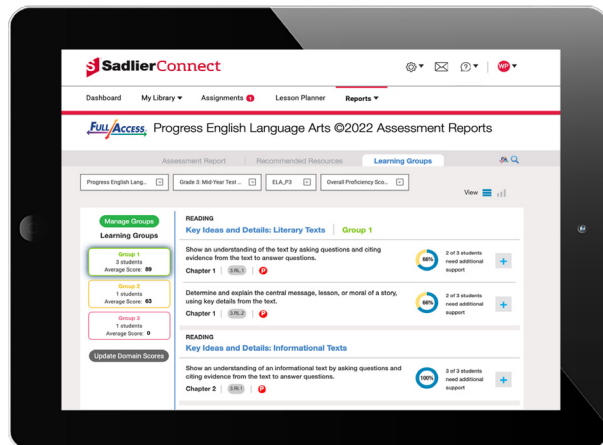 SadlierConnect
WP
Dashboard My Library Assignments 1 Lesson Planner Reports
FULL Access Progress English Language Arts ©2022 Assessment Reports
Assessment Report Recommended Resources Learning Groups
Progress English Lang... Grade 3: Mid-Year Test ... ELA_P3 Overall Proficiency Sco...
View
Manage Groups
Learning Groups
Group 1
3 students
Average Score: 89
Group 2
1 students
Average Score: 63
Group 3
1 students
Average Score: 0
Update Domain Scores
READING
Key Ideas and Details: Literary Texts Group 1
Show an understanding of the text by asking questions and citing
evidence from the text to answer questions.
Chapter 1 3.RL.1 P
66%
2 of 3 students
need additional
support
Determine and explain the central message, lesson, or moral of a story,
using key details from the text.
Chapter 1 3.RL.2 P
66%
2 of 3 students
need additional
support
READING
Key Ideas and Details: Informational Texts
Show an understanding of an informational text by asking questions and
citing evidence from the text to answer questions.
Chapter 2 3.RI.1 P
100%
3 of 3 students
need additional
support